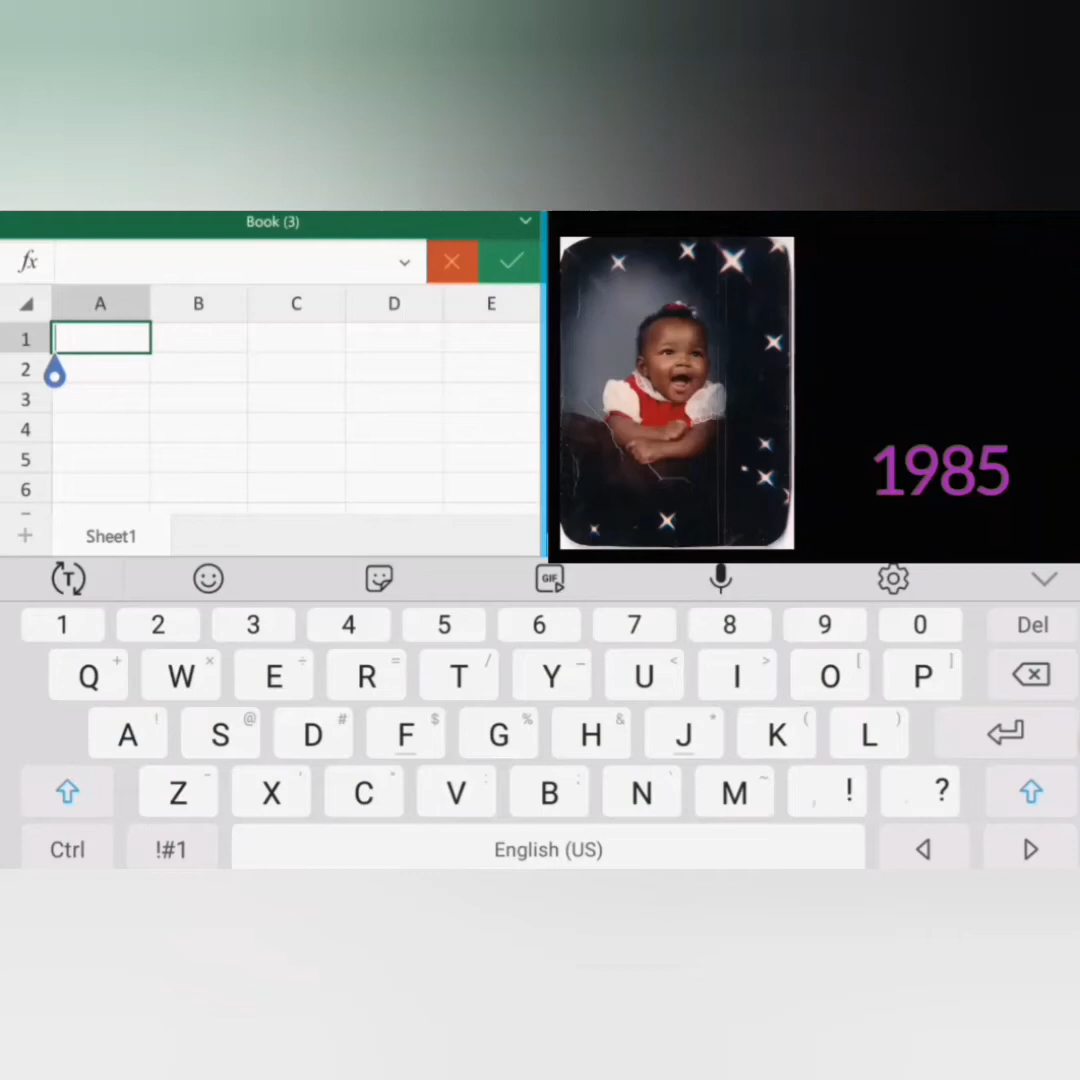 Book (3)
fx
A B C D E
1
2
3
4
5
6
+ Sheet1
1985
T GIF
1 2 3 4 5 6 7 8 9 0 Del
Q + W × E ÷ R = T / Y _ U < I > O [ P ]
A ! S @ D # F $ G % H & J * K ( L )
Z - X ' C " V : B ; N ` M ~ , ! . ?
Ctrl !#1 English (US)